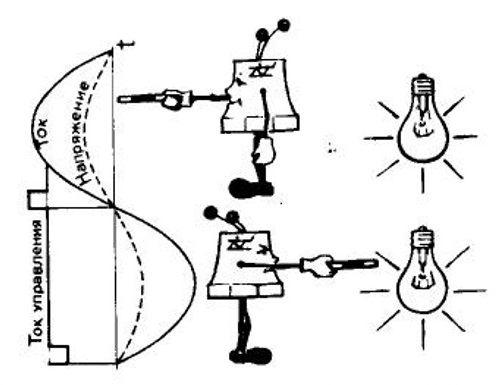 t
Ток
Напряжение
Ток управления